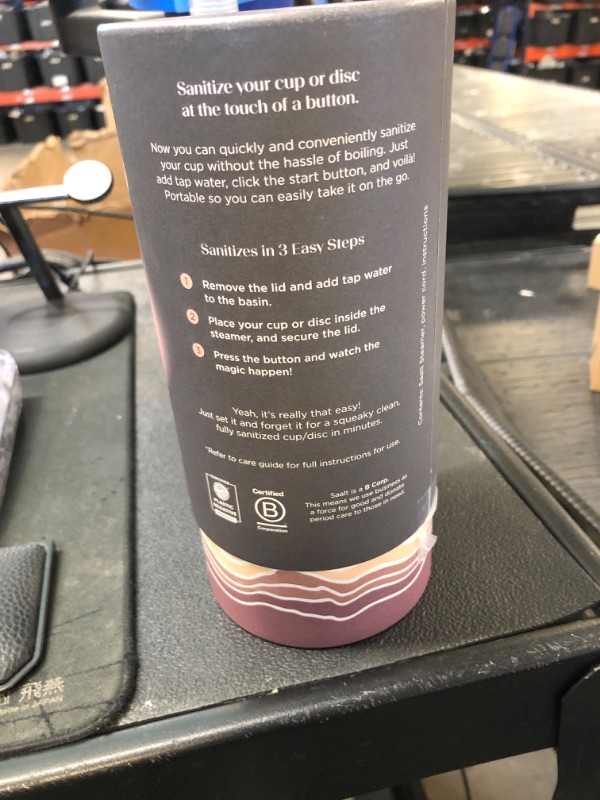 Sanitize your cup or disc
at the touch of a button.
Now you can quickly and conveniently sanitize
your cup without the hassle of boiling. Just
add tap water, click the start button, and voilà!
Portable so you can easily take it on the go.
Sanitizes in 3 Easy Steps
1 Remove the lid and add tap water
to the basin.
2 Place your cup or disc inside the
steamer, and secure the lid.
3 Press the button and watch the
magic happen!
Yeah, it's really that easy!
Just set it and forget it for a squeaky clean,
fully sanitized cup/disc in minutes.
*Refer to care guide for full instructions for use.
PLASTIC
NEGATIVE
Certified
B
Corporation
Saalt is a B Corp.
This means we use business as
a force for good and donate
period care to those in need.
Contents: Saalt Steamer, power cord, instructions
飛燕
JAPAN